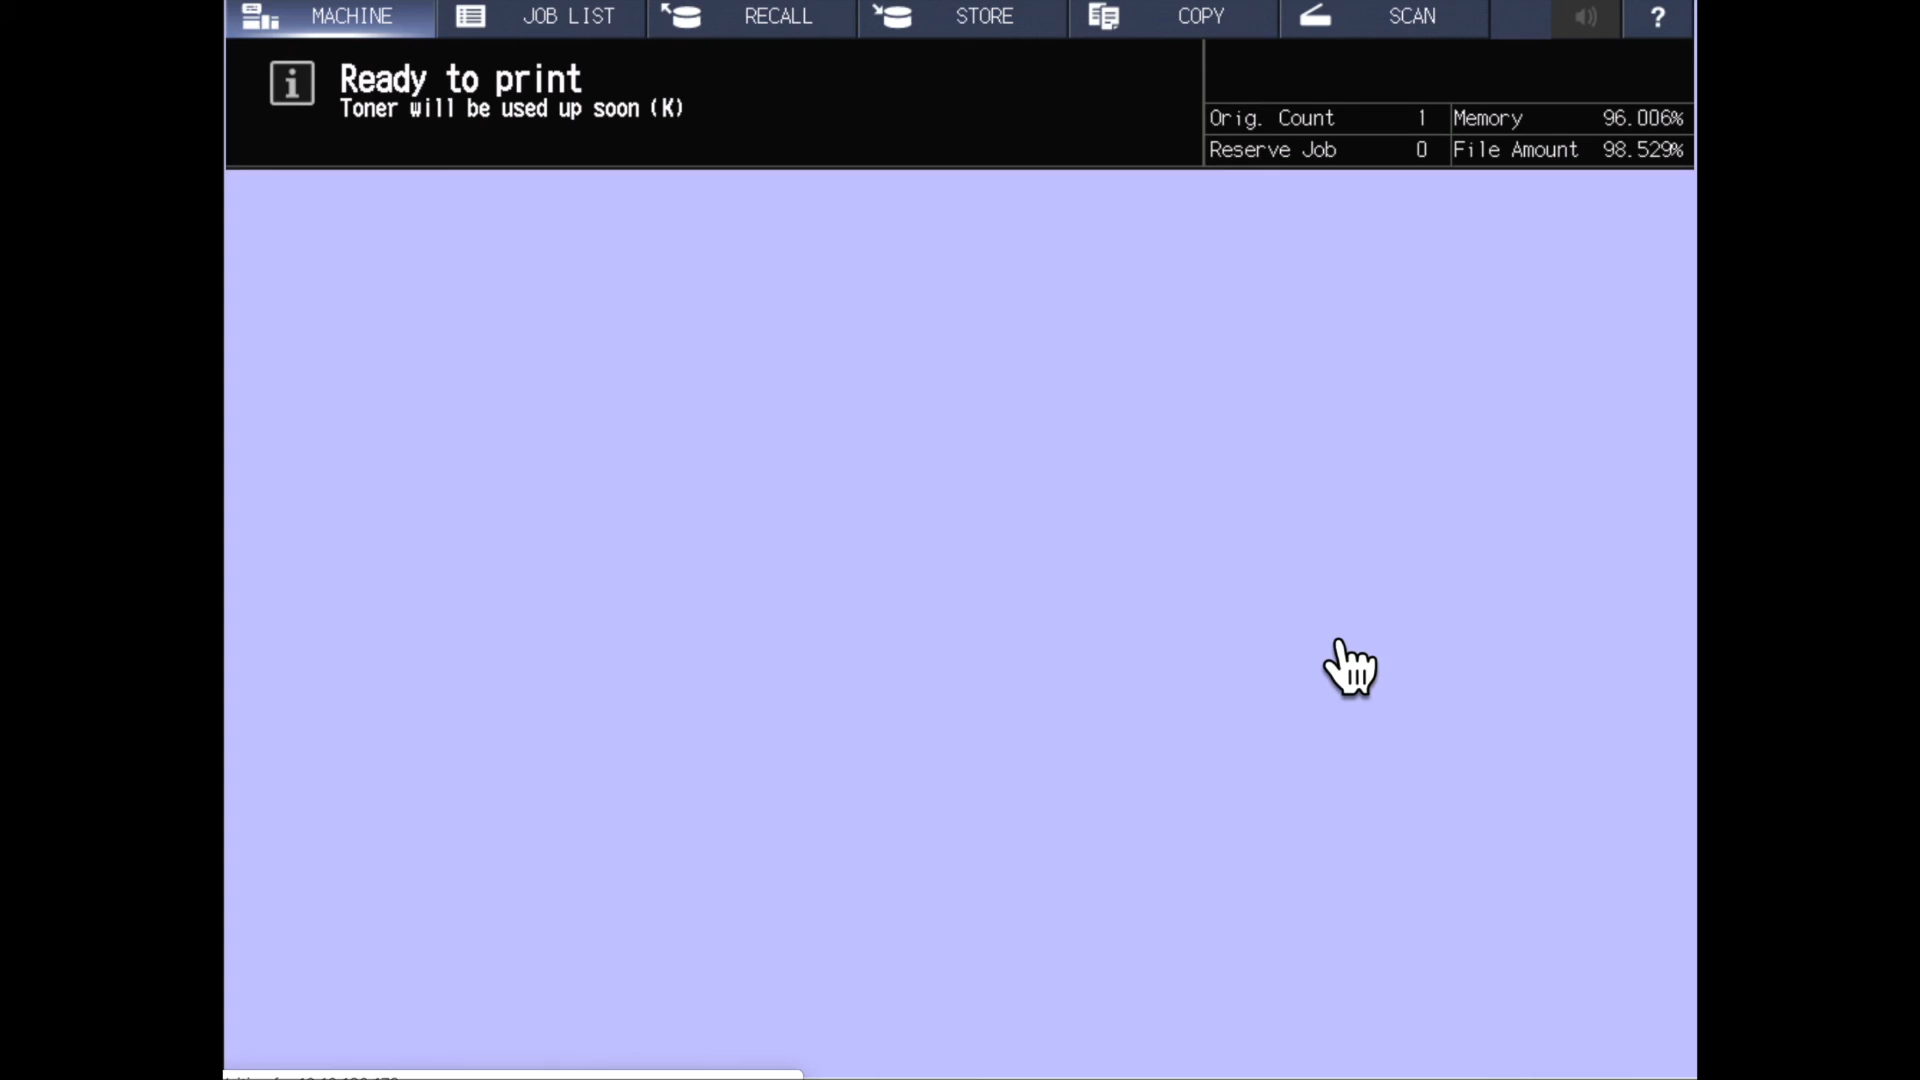 MACHINE JOB LIST RECALL STORE COPY SCAN ?
Ready to print
Toner will be used up soon (K)
Orig. Count 1 Memory 96.006%
Reserve Job 0 File Amount 98.529%